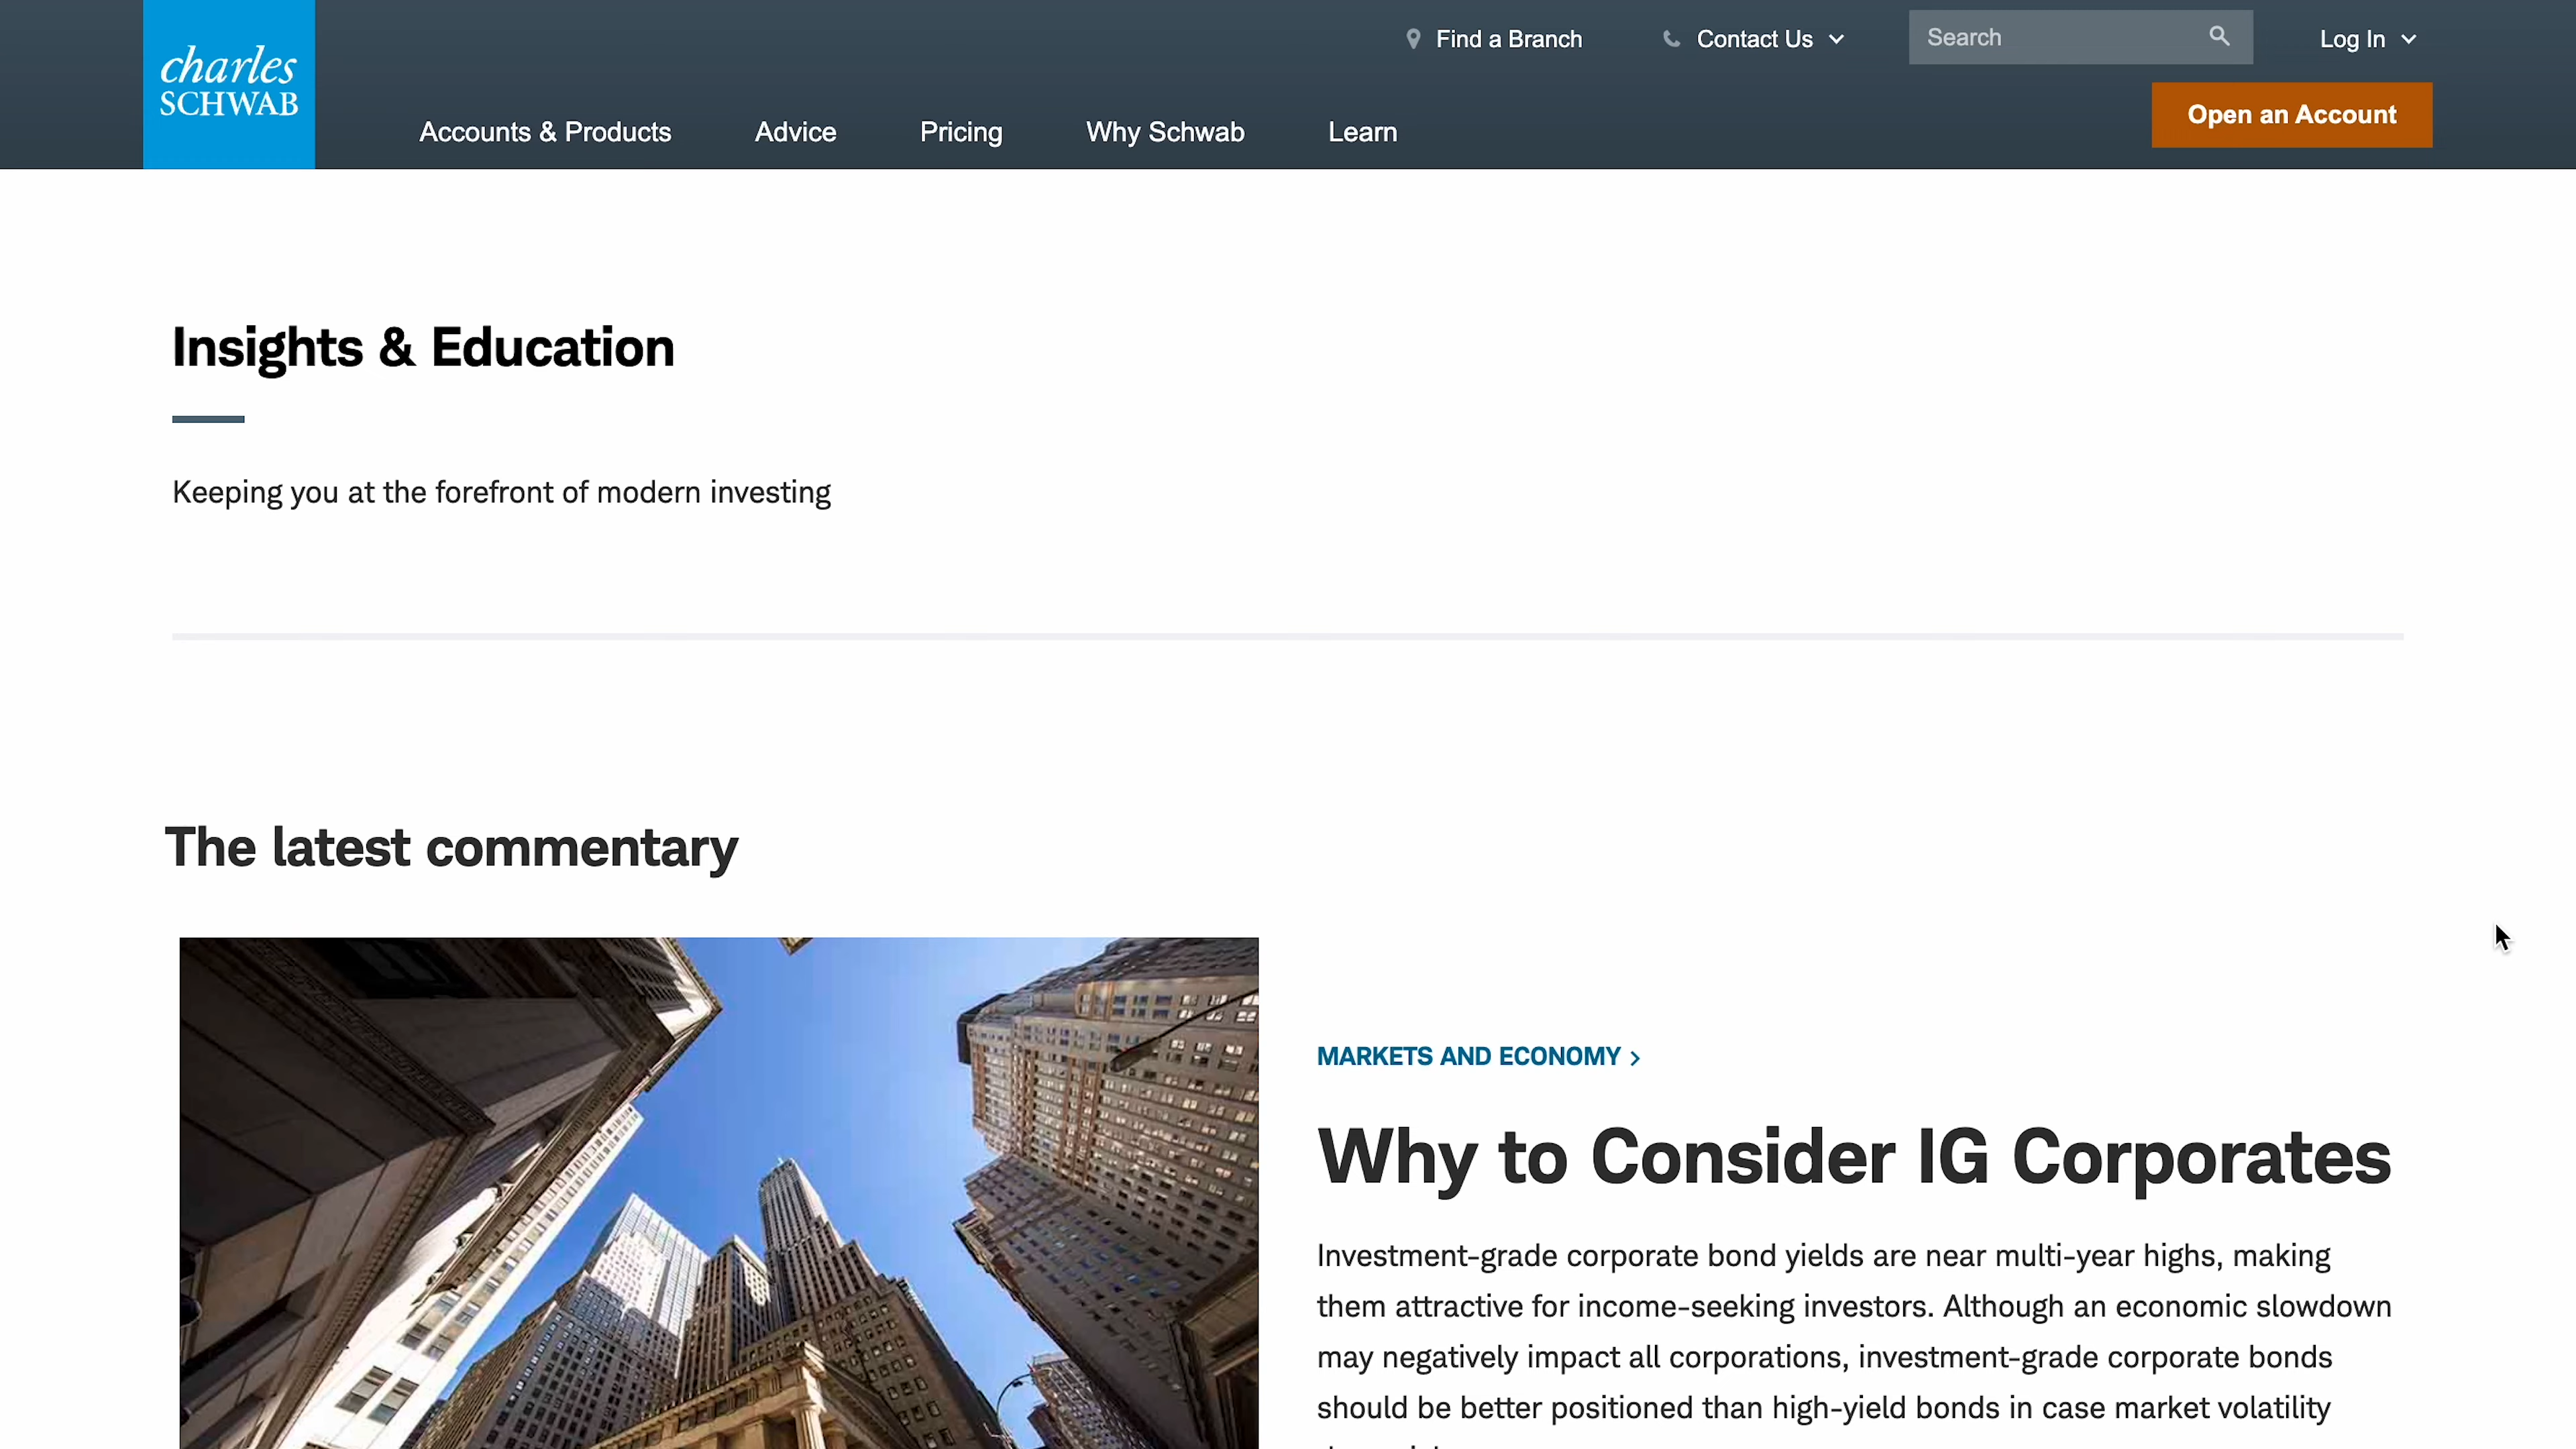 Find a Branch
Contact Us
Search
Log In
charles
SCHWAB
Accounts & Products
Advice
Pricing
Why Schwab
Learn
Open an Account
Insights & Education
Keeping you at the forefront of modern investing
The latest commentary
MARKETS AND ECONOMY >
Why to Consider IG Corporates
Investment-grade corporate bond yields are near multi-year highs, making
them attractive for income-seeking investors. Although an economic slowdown
may negatively impact all corporations, investment-grade corporate bonds
should be better positioned than high-yield bonds in case market volatility